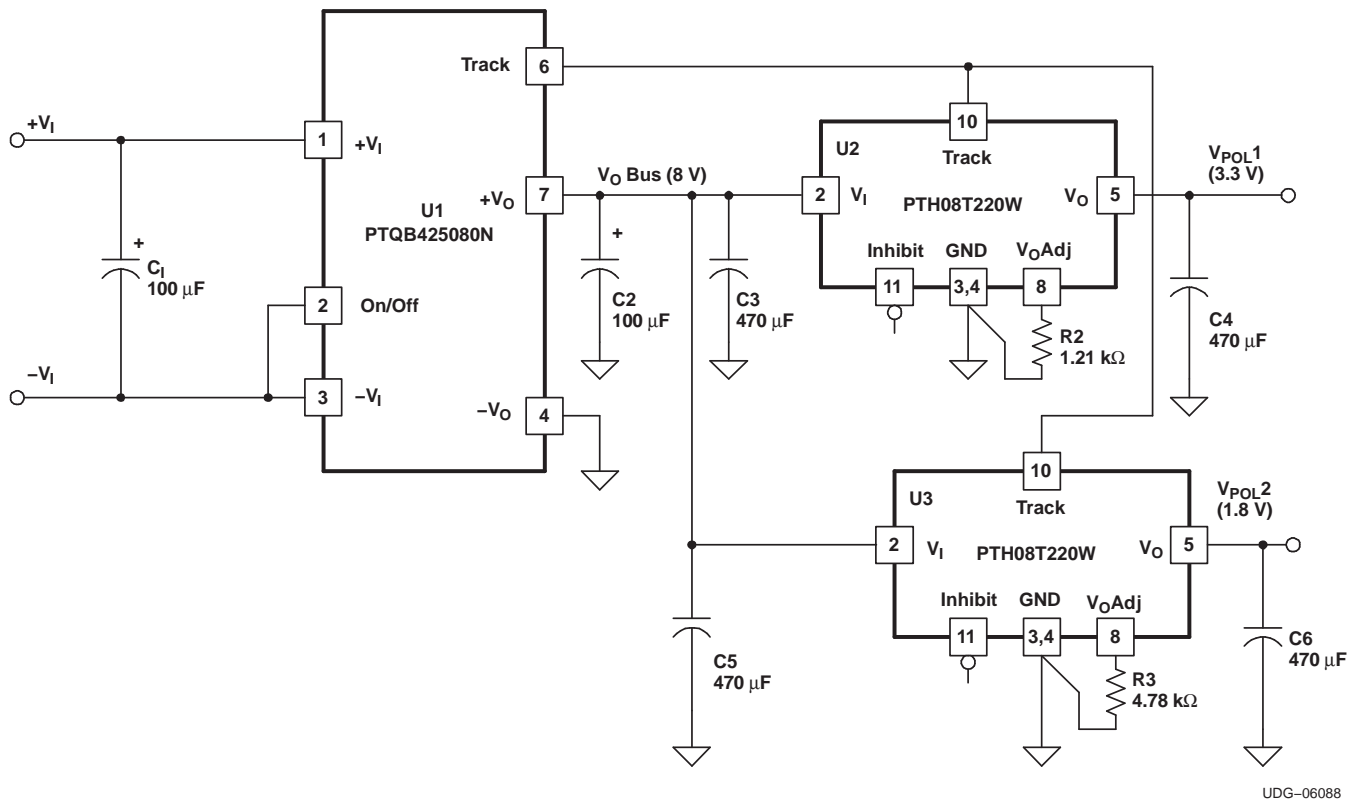 Track
6
+VI
1
+VI
10
U2
Track
VPOL1
(3.3 V)
VO Bus (8 V)
+VO
7
2
VI
PTH08T220W
VO
5
U1
PTQB425080N
+
CI
100 μF
+
C2
100 μF
C3
470 μF
Inhibit
GND
VOAdj
11
3,4
8
2
On/Off
C4
470 μF
R2
1.21 kΩ
−VI
3
−VI
−VO
4
10
U3
Track
VPOL2
(1.8 V)
2
VI
PTH08T220W
VO
5
Inhibit
GND
VOAdj
11
3,4
8
C5
470 μF
C6
470 μF
R3
4.78 kΩ
UDG−06088